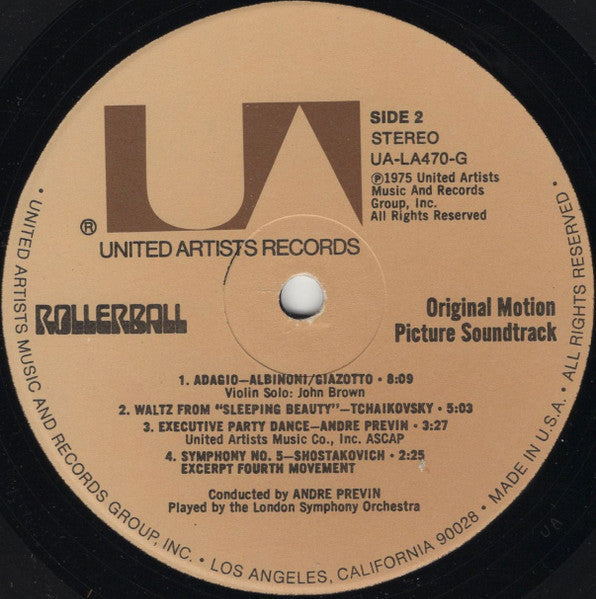 UA
®
UNITED ARTISTS RECORDS
SIDE 2
STEREO
UA-LA470-G
℗1975 United Artists
Music And Records
Group, Inc.
All Rights Reserved
ROLLERBALL
Original Motion
Picture Soundtrack
1. ADAGIO—ALBINONI/GIAZOTTO • 8:09
Violin Solo: John Brown
2. WALTZ FROM "SLEEPING BEAUTY"—TCHAIKOVSKY • 5:03
3. EXECUTIVE PARTY DANCE—ANDRE PREVIN • 3:27
United Artists Music Co., Inc. ASCAP
4. SYMPHONY NO. 5—SHOSTAKOVICH • 2:25
EXCERPT FOURTH MOVEMENT
Conducted by ANDRE PREVIN
Played by the London Symphony Orchestra
• UNITED ARTISTS MUSIC AND RECORDS GROUP, INC. • LOS ANGELES, CALIFORNIA 90028 • MADE IN U.S.A. • ALL RIGHTS RESERVED •
UA